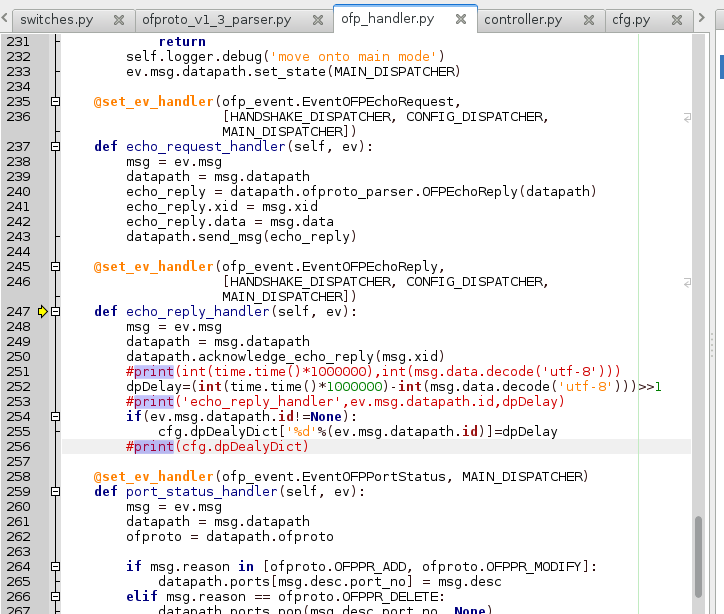 switches.py ofproto_v1_3_parser.py ofp_handler.py controller.py cfg.py
231 return
232 self.logger.debug('move onto main mode')
233 ev.msg.datapath.set_state(MAIN_DISPATCHER)
234
235 @set_ev_handler(ofp_event.EventOFPEchoRequest,
236 [HANDSHAKE_DISPATCHER, CONFIG_DISPATCHER,
MAIN_DISPATCHER])
237 def echo_request_handler(self, ev):
238 msg = ev.msg
239 datapath = msg.datapath
240 echo_reply = datapath.ofproto_parser.OFPEchoReply(datapath)
241 echo_reply.xid = msg.xid
242 echo_reply.data = msg.data
243 datapath.send_msg(echo_reply)
244
245 @set_ev_handler(ofp_event.EventOFPEchoReply,
246 [HANDSHAKE_DISPATCHER, CONFIG_DISPATCHER,
MAIN_DISPATCHER])
247 def echo_reply_handler(self, ev):
248 msg = ev.msg
249 datapath = msg.datapath
250 datapath.acknowledge_echo_reply(msg.xid)
251 #print(int(time.time()*1000000),int(msg.data.decode('utf-8')))
252 dpDelay=(int(time.time()*1000000)-int(msg.data.decode('utf-8')))>>1
253 #print('echo_reply_handler',ev.msg.datapath.id,dpDelay)
254 if(ev.msg.datapath.id!=None):
255 cfg.dpDealyDict['%d'%(ev.msg.datapath.id)]=dpDelay
256 #print(cfg.dpDealyDict)
257
258 @set_ev_handler(ofp_event.EventOFPPortStatus, MAIN_DISPATCHER)
259 def port_status_handler(self, ev):
260 msg = ev.msg
261 datapath = msg.datapath
262 ofproto = datapath.ofproto
263
264 if msg.reason in [ofproto.OFPPR_ADD, ofproto.OFPPR_MODIFY]:
265 datapath.ports[msg.desc.port_no] = msg.desc
266 elif msg.reason == ofproto.OFPPR_DELETE:
267 datapath.ports.pop(msg.desc.port_no, None)